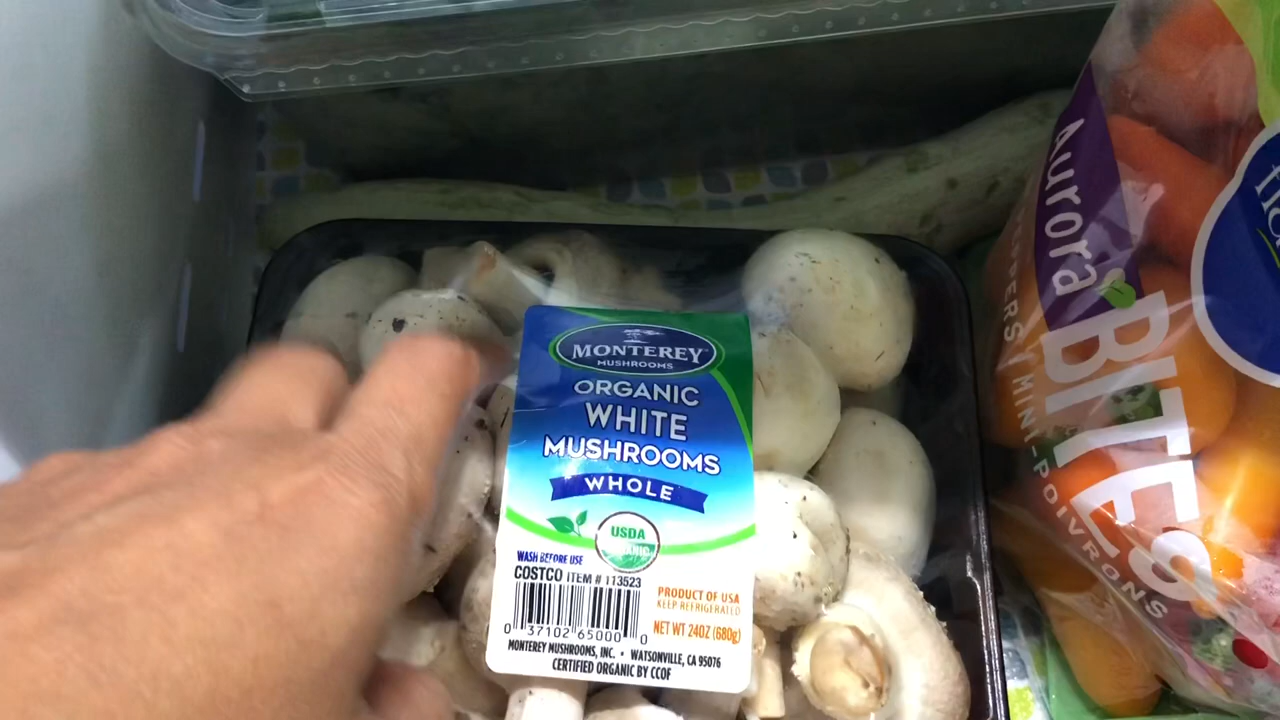 MONTEREY
MUSHROOMS
ORGANIC
WHITE
MUSHROOMS
WHOLE
USDA
ORGANIC
WASH BEFORE USE
COSTCO ITEM # 113523
PRODUCT OF USA
KEEP REFRIGERATED
NET WT 24OZ (680g)
0 37102 65000 0
MONTEREY MUSHROOMS, INC. • WATSONVILLE, CA 95076
CERTIFIED ORGANIC BY CCOF
Aurora
BITES
PEPPERS / MINI-POIVRONS